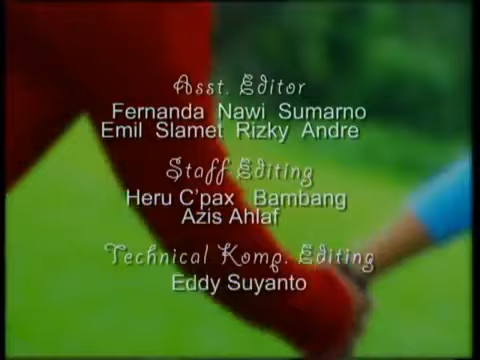 Asst. Editor
Fernanda Nawi Sumarno
Emil Slamet Rizky Andre
Staff Editing
Heru C'pax Bambang
Azis Ahlaf
Technical Komp. Editing
Eddy Suyanto